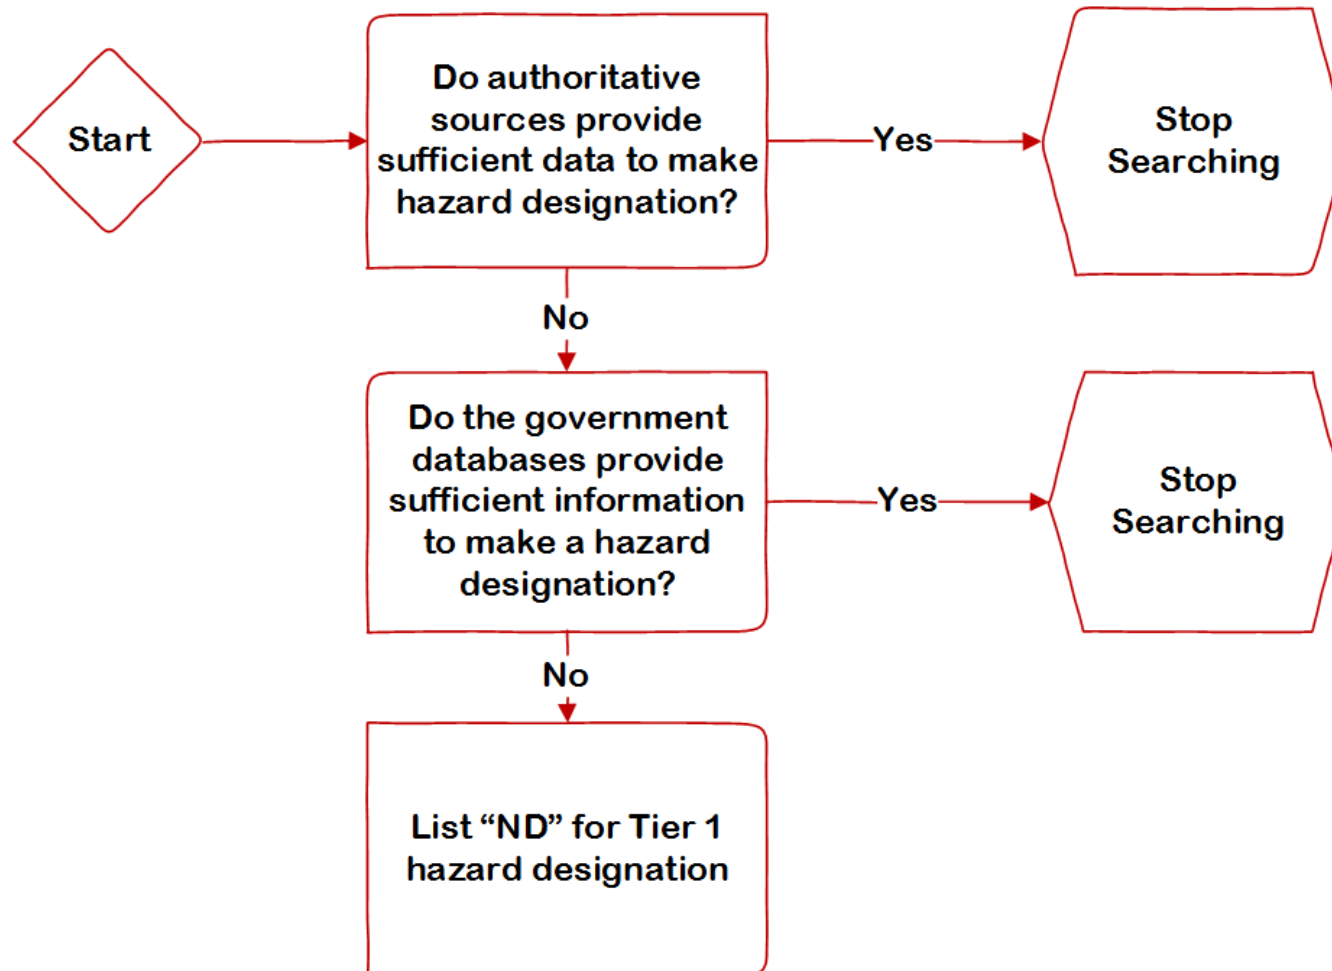 Start
Do authoritative
sources provide
sufficient data to make
hazard designation?
Yes
Stop
Searching
No
Do the government
databases provide
sufficient information
to make a hazard
designation?
Yes
Stop
Searching
No
List “ND” for Tier 1
hazard designation